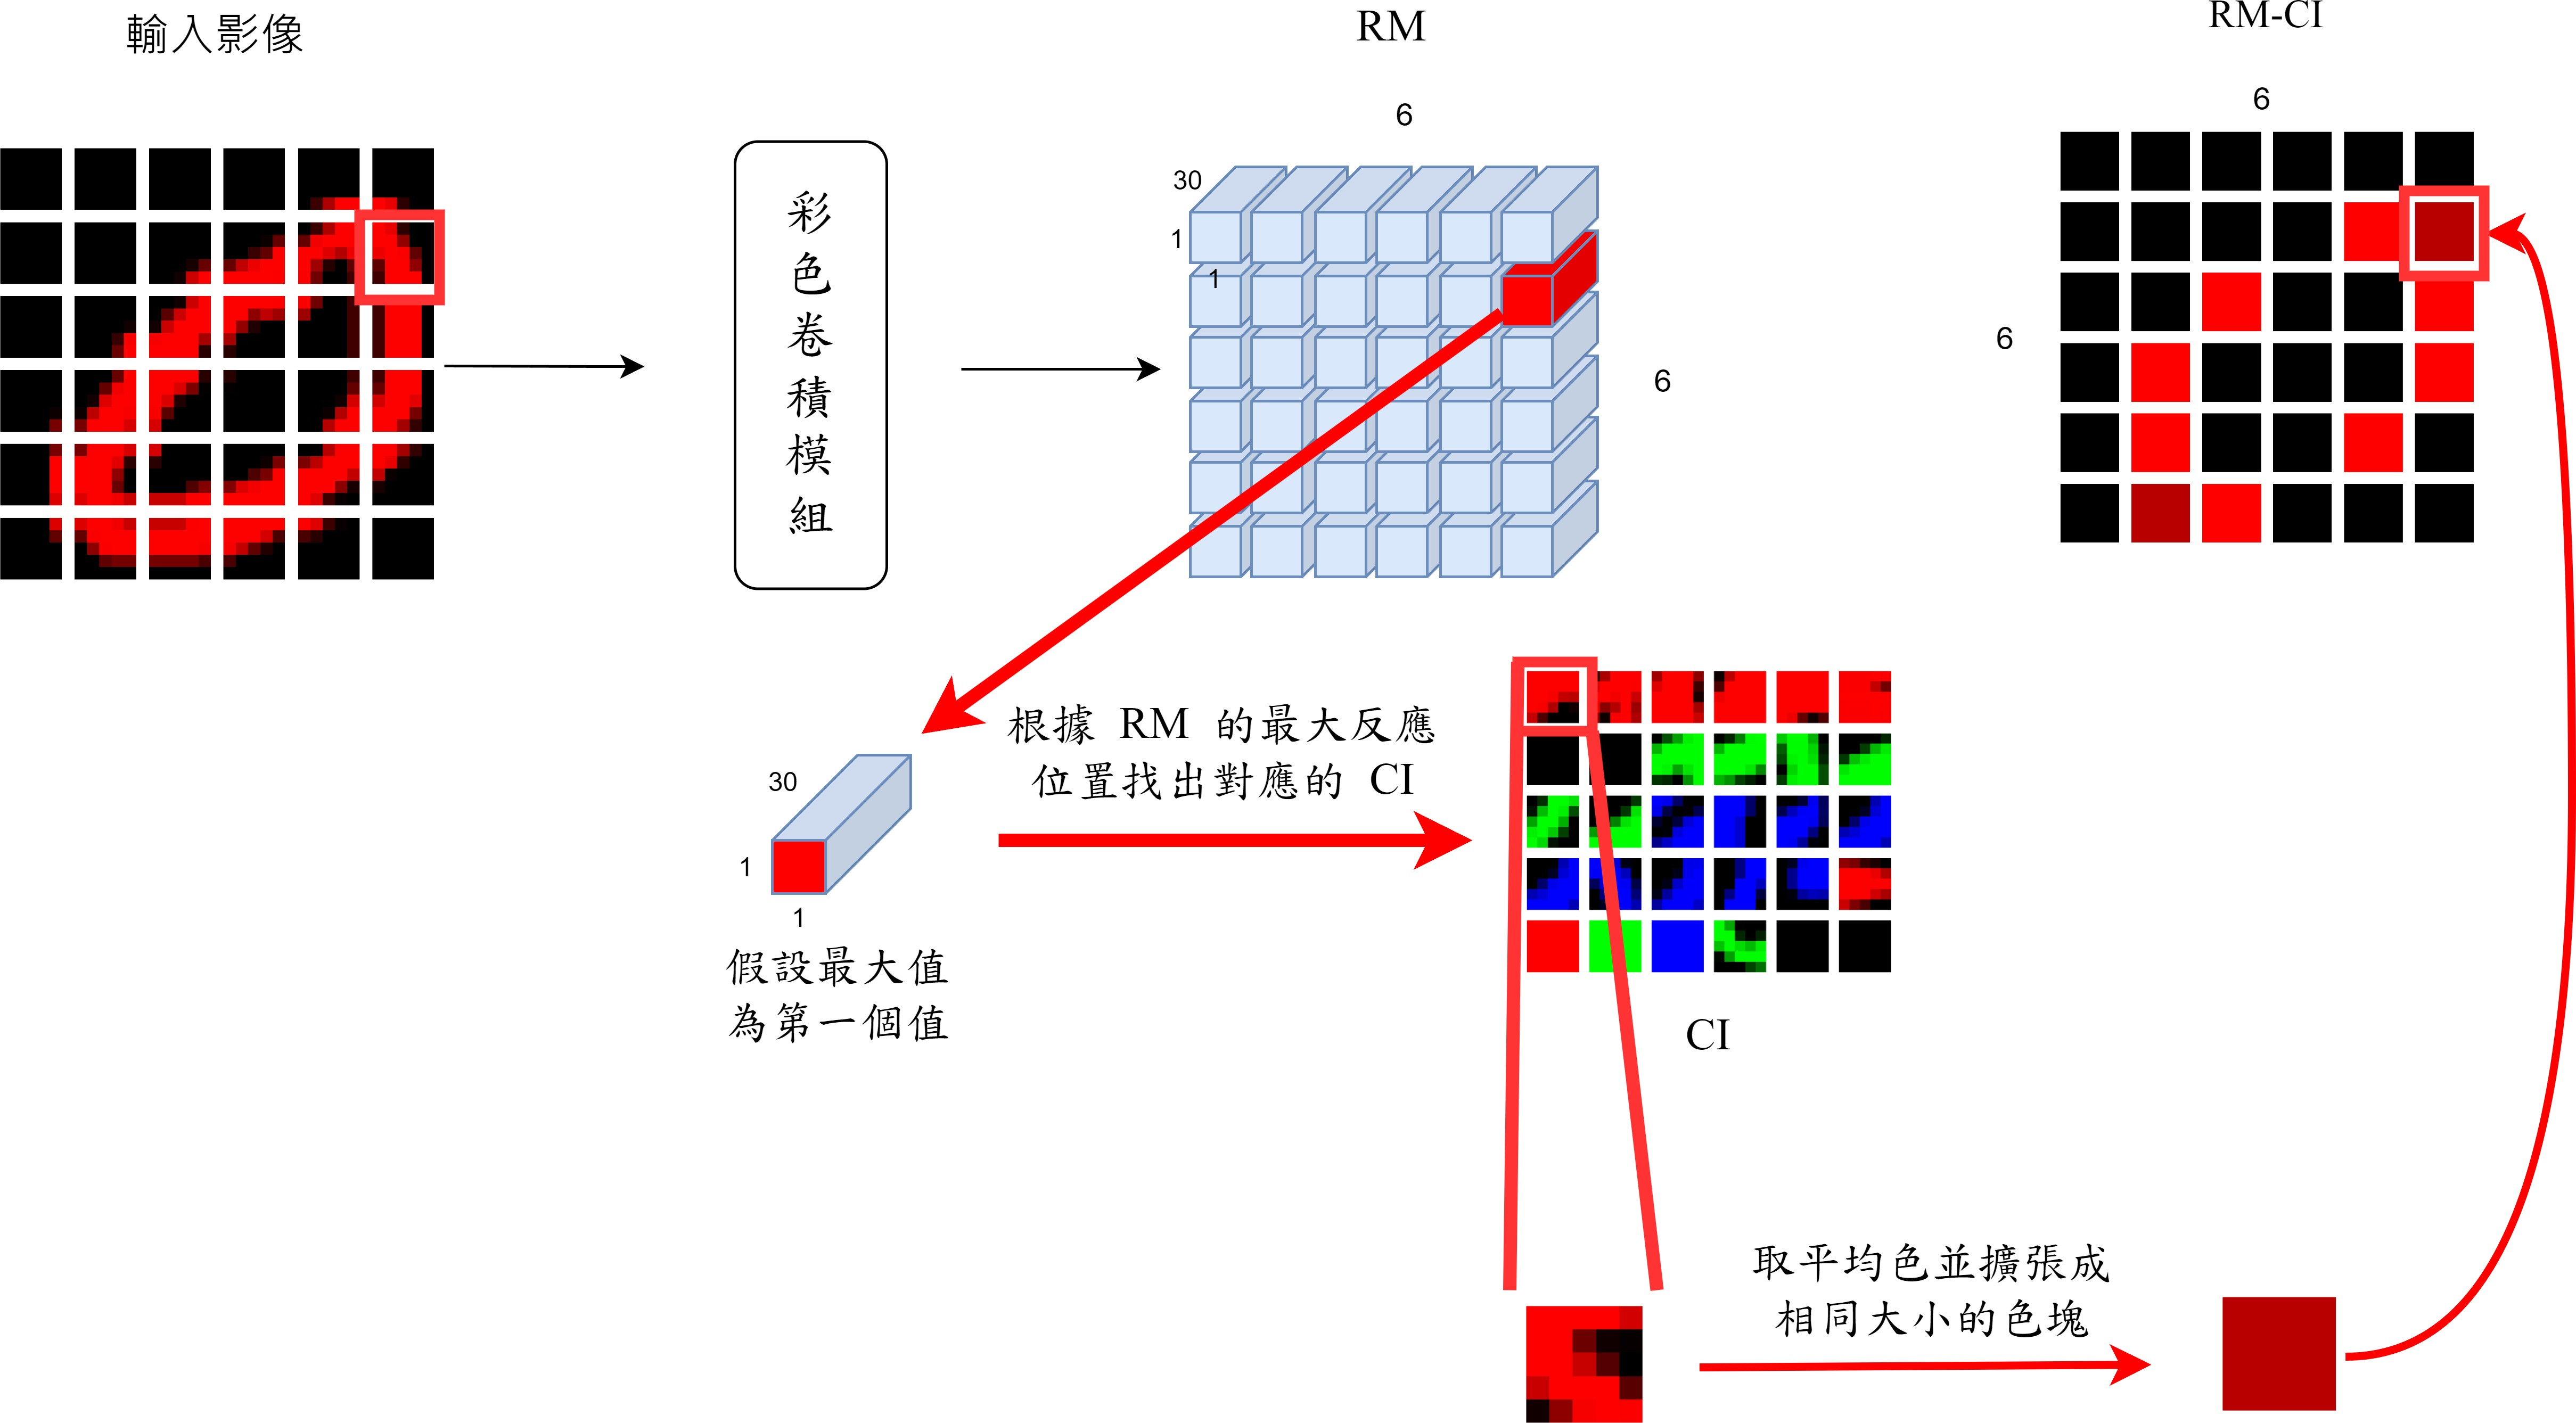 輸入影像
RM
RM-CI
6
6
30
1
1
6
6
彩
色
卷
積
模
組
根據 RM 的最大反應
位置找出對應的 CI
30
1
1
假設最大值
為第一個值
CI
取平均色並擴張成
相同大小的色塊